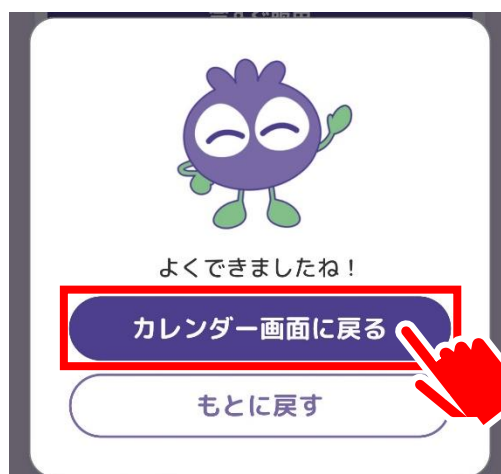 よくできましたね！
カレンダー画面に戻る
もとに戻す